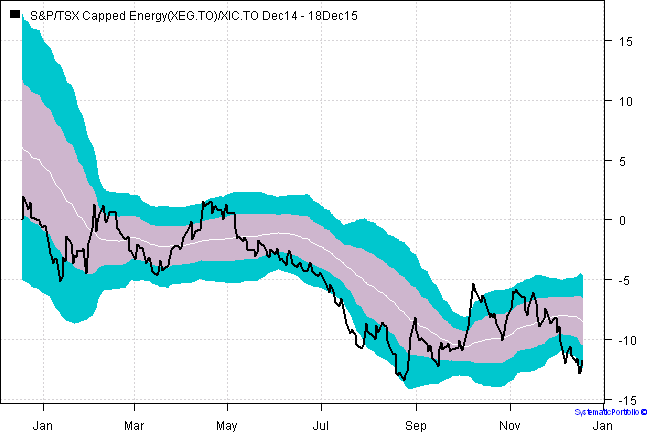 S&P/TSX Capped Energy(XEG.TO)/XIC.TO Dec14 - 18Dec15
15
10
5
0
-5
-10
-15
SystematicPortfolio ©
Jan Mar May Jul Sep Nov Jan